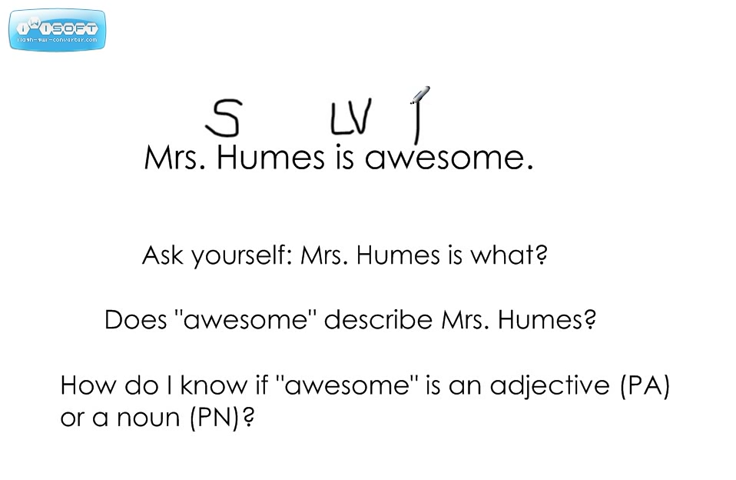 S LV
Mrs. Humes is awesome.
Ask yourself: Mrs. Humes is what?
Does "awesome" describe Mrs. Humes?
How do I know if "awesome" is an adjective (PA)
or a noun (PN)?